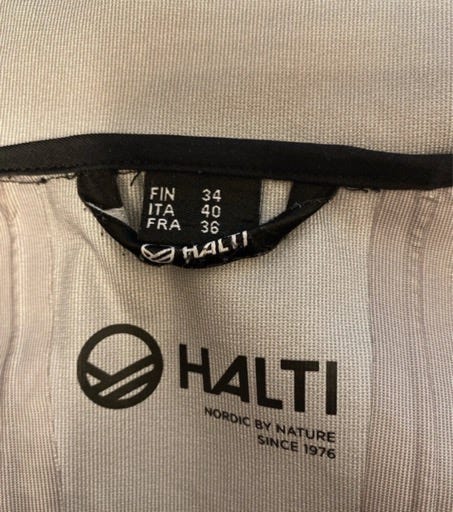 FIN 34
ITA 40
FRA 36
HALTI
HALTI
NORDIC BY NATURE
SINCE 1976